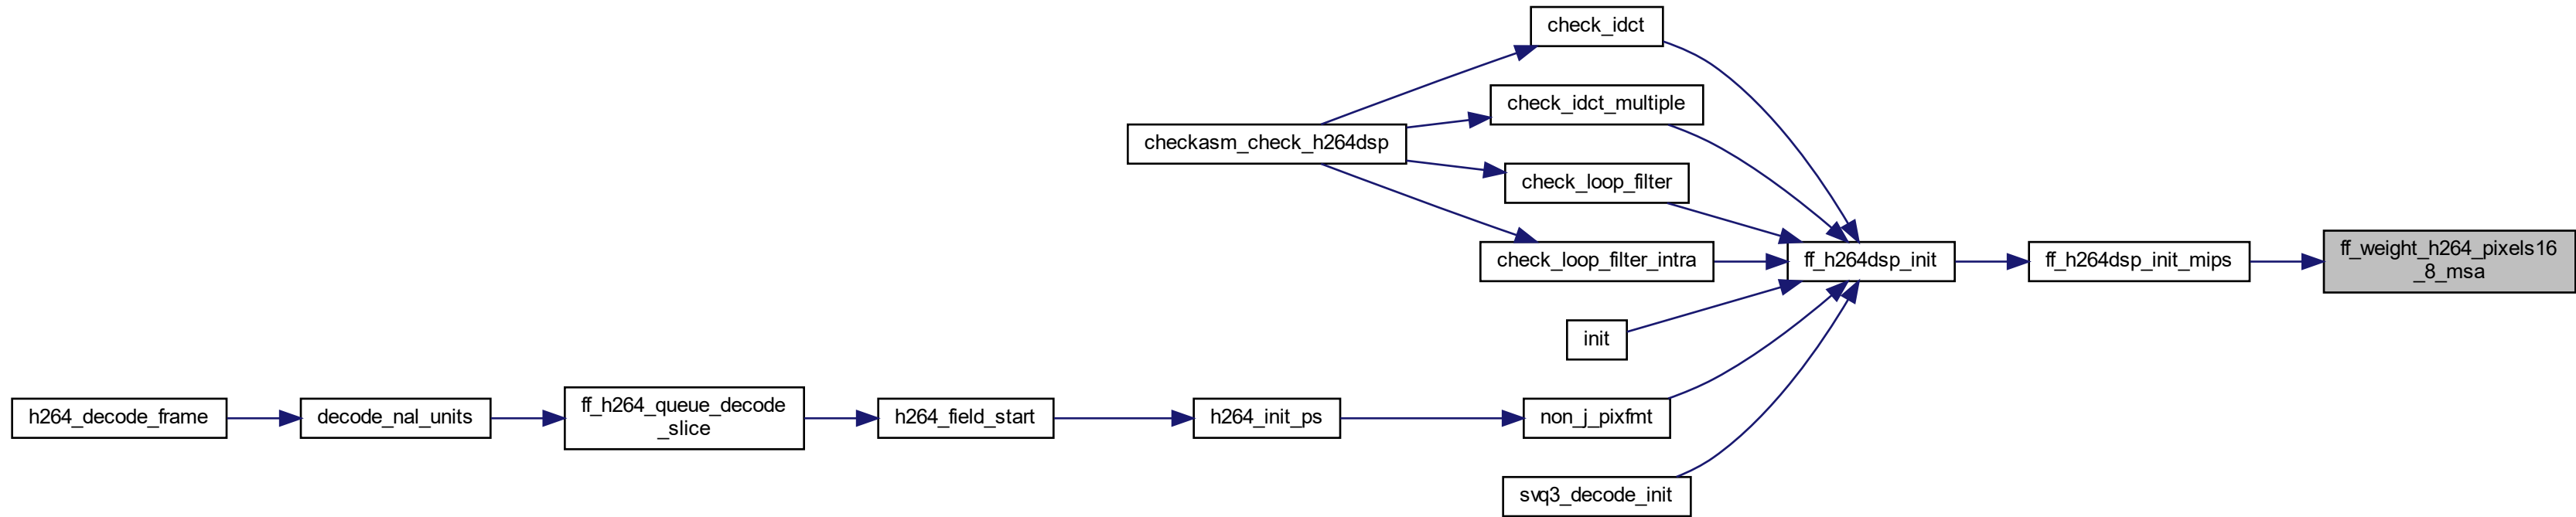 check_idct
check_idct_multiple
checkasm_check_h264dsp
check_loop_filter
check_loop_filter_intra
ff_h264dsp_init
ff_h264dsp_init_mips
ff_weight_h264_pixels16
_8_msa
init
h264_decode_frame
decode_nal_units
ff_h264_queue_decode
_slice
h264_field_start
h264_init_ps
non_j_pixfmt
svq3_decode_init